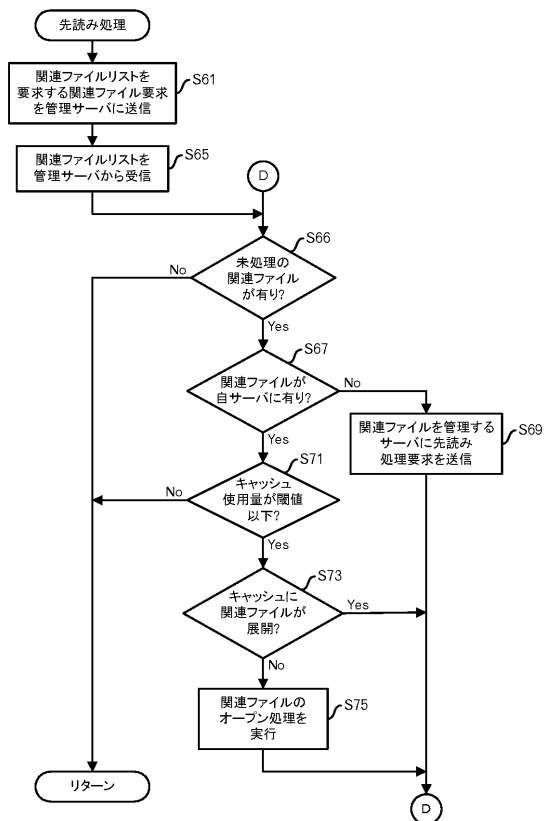 先読み処理
関連ファイルリストを
要求する関連ファイル要求
を管理サーバに送信
S61
関連ファイルリストを
管理サーバから受信
S65
D
S66
未処理の
関連ファイル
が有り?
No
Yes
S67
関連ファイルが
自サーバに有り?
No
Yes
関連ファイルを管理する
サーバに先読み
処理要求を送信
S69
S71
キャッシュ
使用量が閾値
以下?
No
Yes
S73
キャッシュに
関連ファイルが
展開?
Yes
No
関連ファイルの
オープン処理を
実行
S75
リターン
D